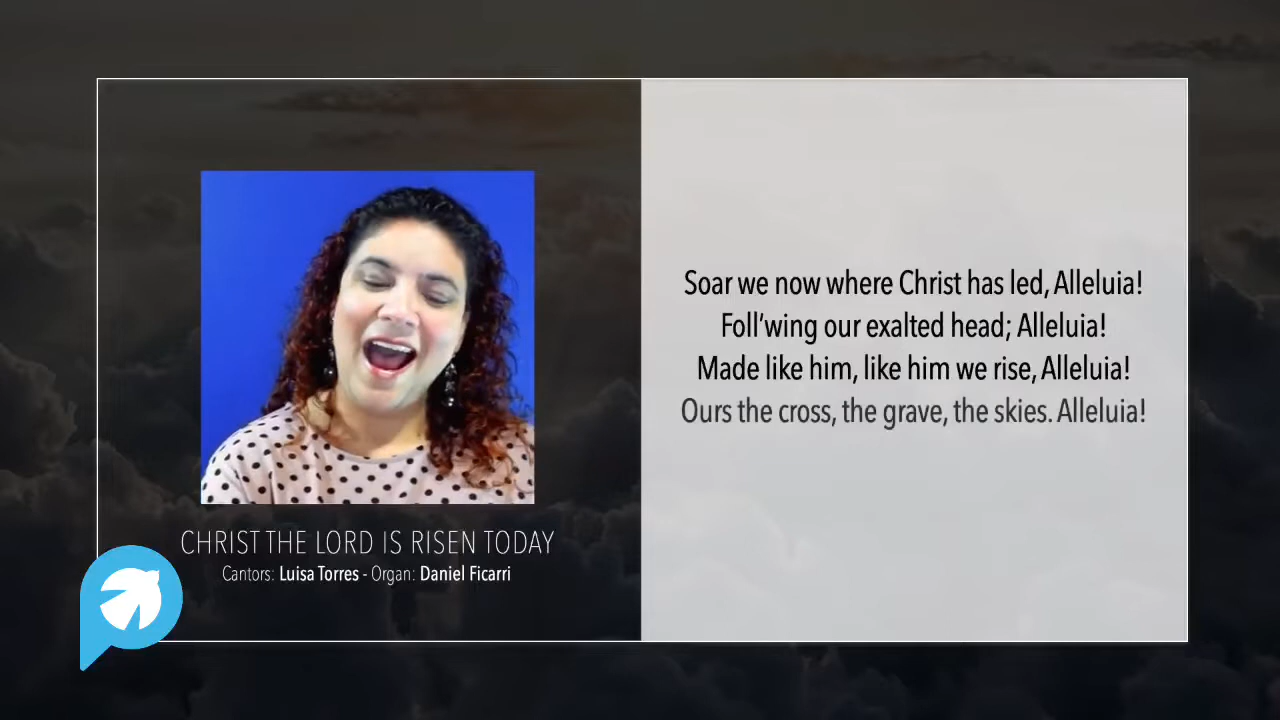 CHRIST THE LORD IS RISEN TODAY
Cantors: Luisa Torres - Organ: Daniel Ficarri
Soar we now where Christ has led, Alleluia!
Foll’wing our exalted head; Alleluia!
Made like him, like him we rise, Alleluia!
Ours the cross, the grave, the skies. Alleluia!